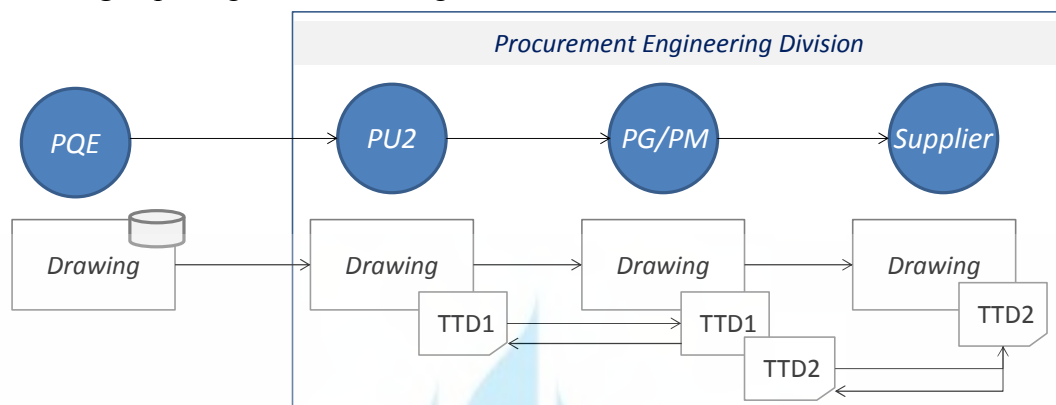 Procurement Engineering Division
PQE
PU2
PG/PM
Supplier
Drawing
Drawing
Drawing
Drawing
TTD1
TTD1
TTD2
TTD2